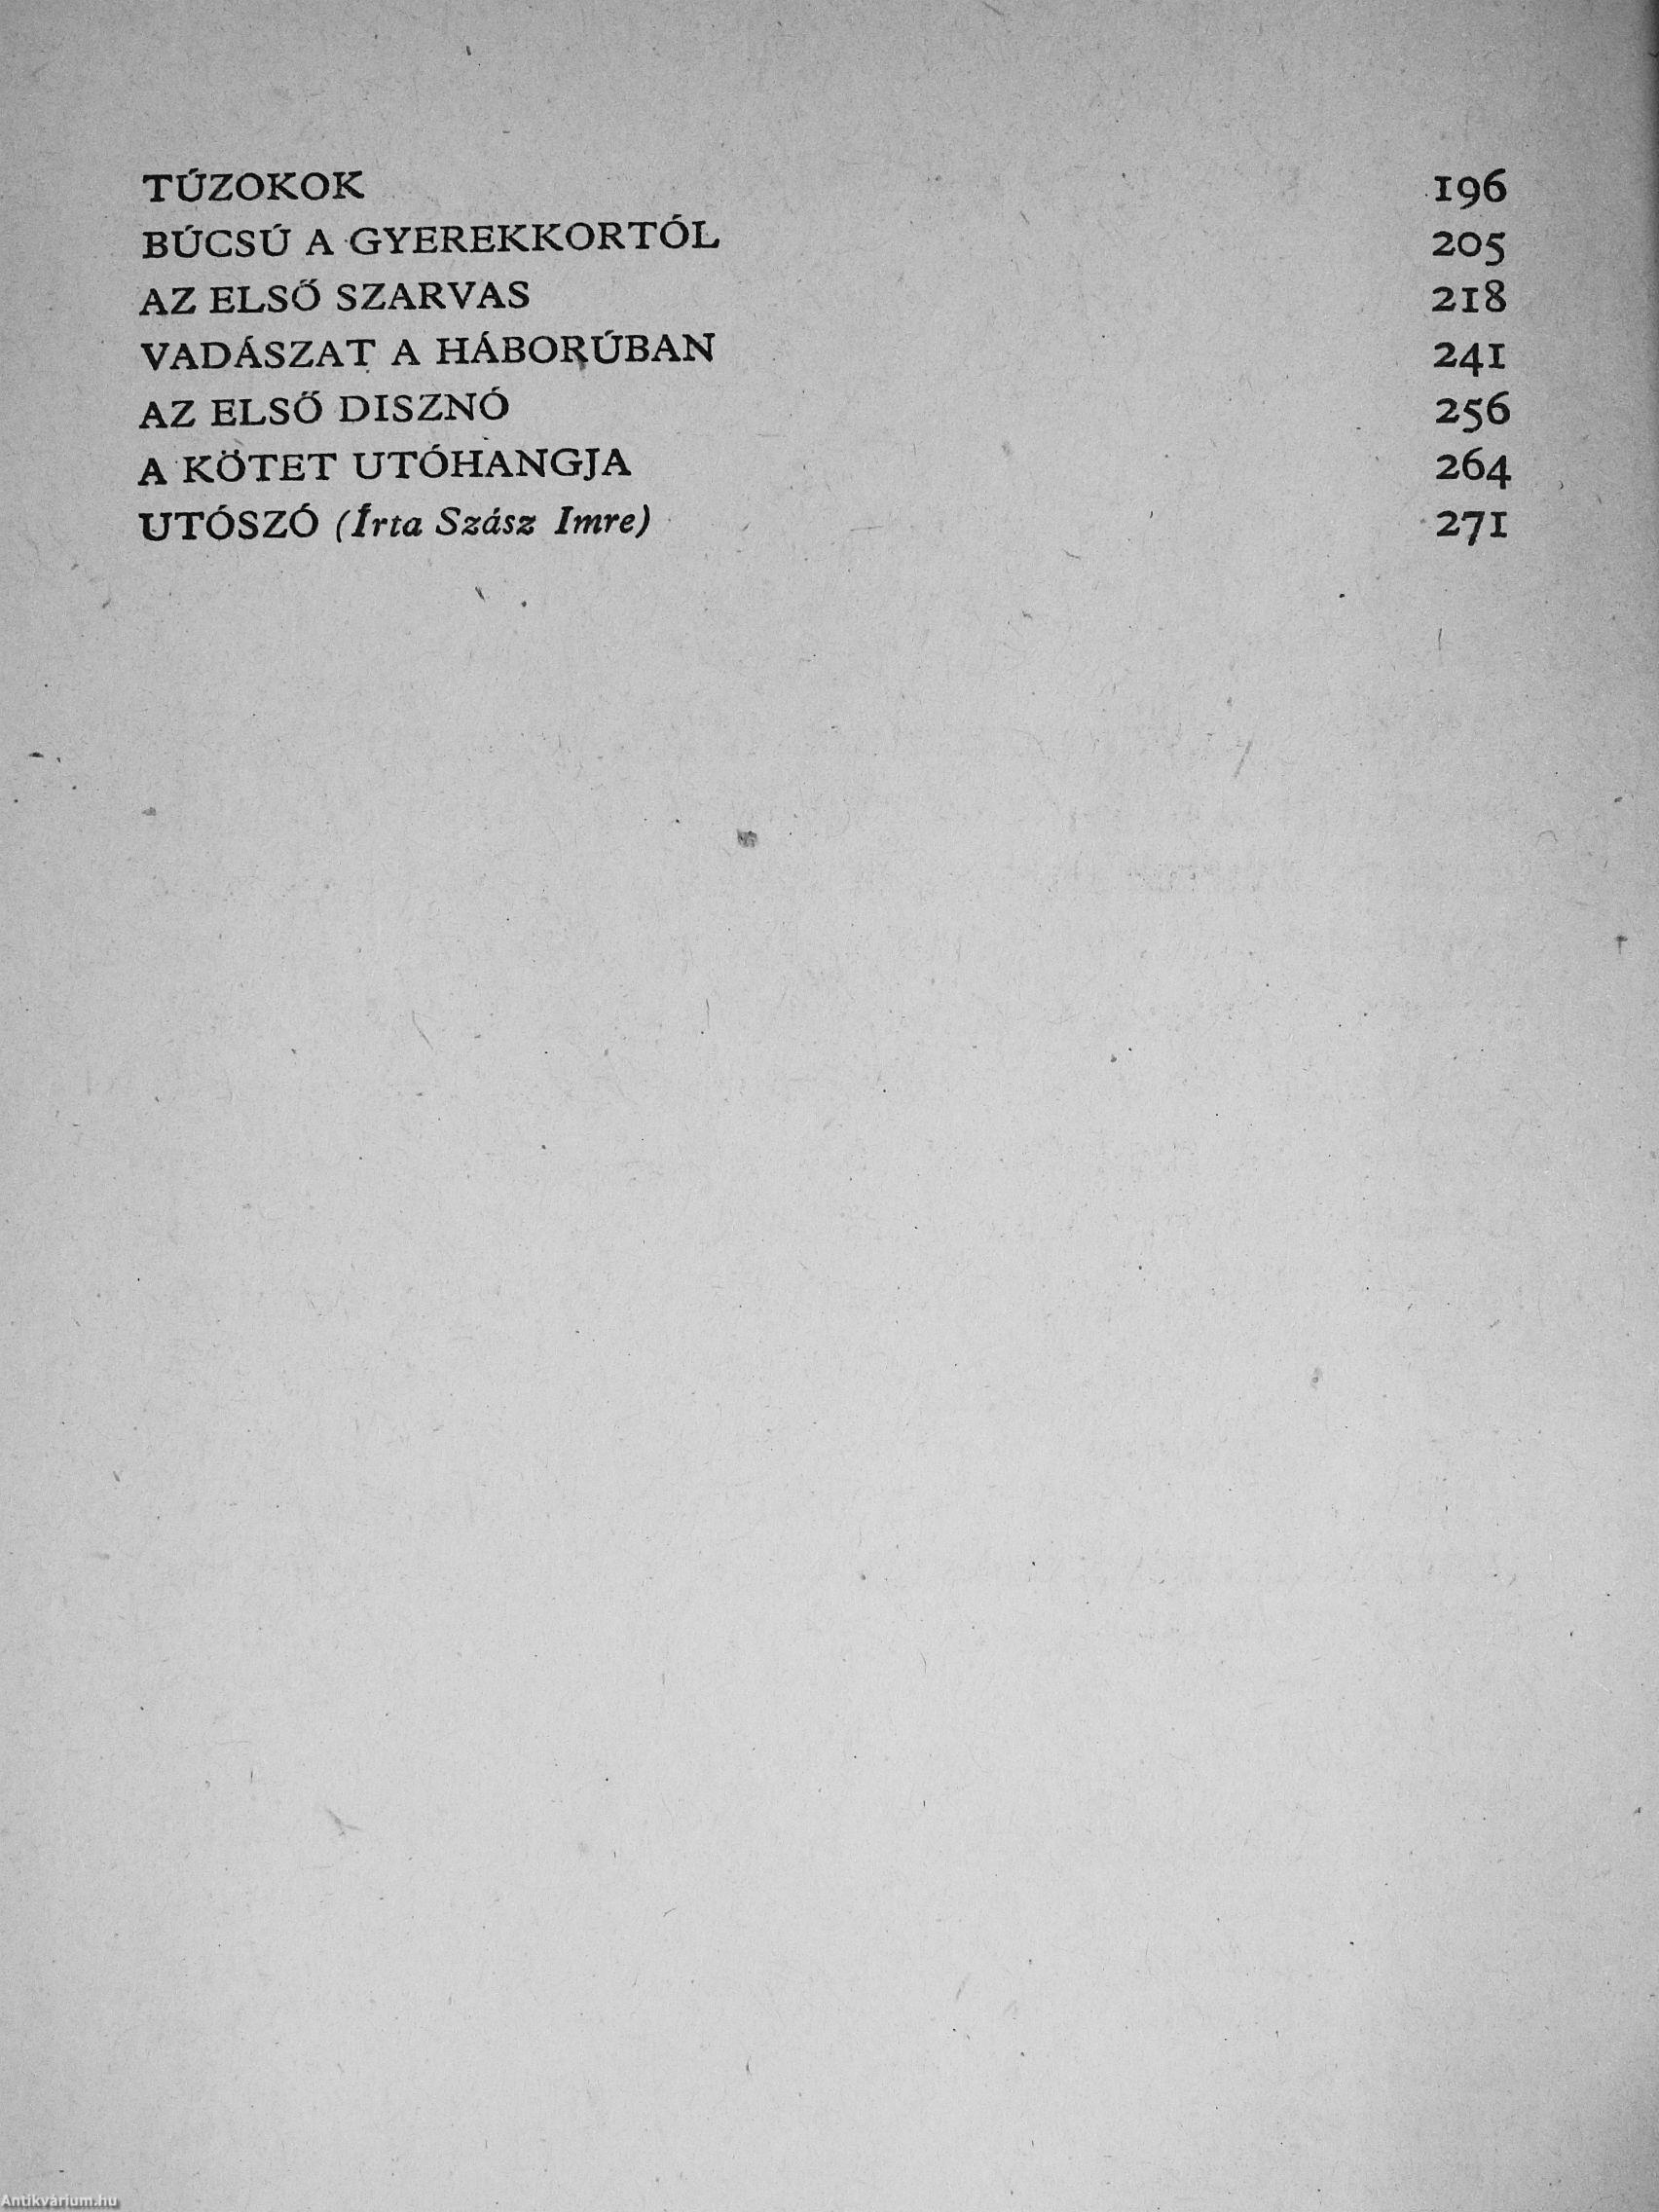 TÚZOKOK 196
BÚCSÚ A GYEREKKORTÓL 205
AZ ELSŐ SZARVAS 218
VADÁSZAT A HÁBORÚBAN 241
AZ ELSŐ DISZNÓ 256
A KÖTET UTÓHANGJA 264
UTÓSZÓ (Írta Szász Imre) 271
Antikvárium.hu